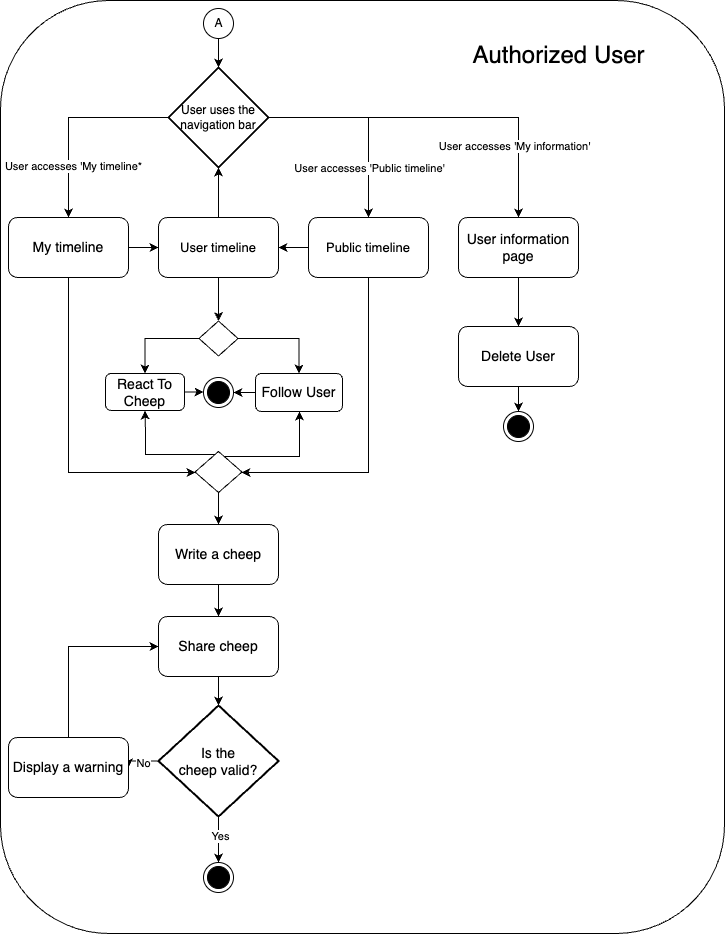 A
Authorized User
User uses the
navigation bar
User accesses 'My information'
User accesses 'My timeline*
User accesses 'Public timeline'
My timeline
User timeline
Public timeline
User information
page
Delete User
React To
Cheep
Follow User
Write a cheep
Share cheep
Is the
cheep valid?
No
Display a warning
Yes